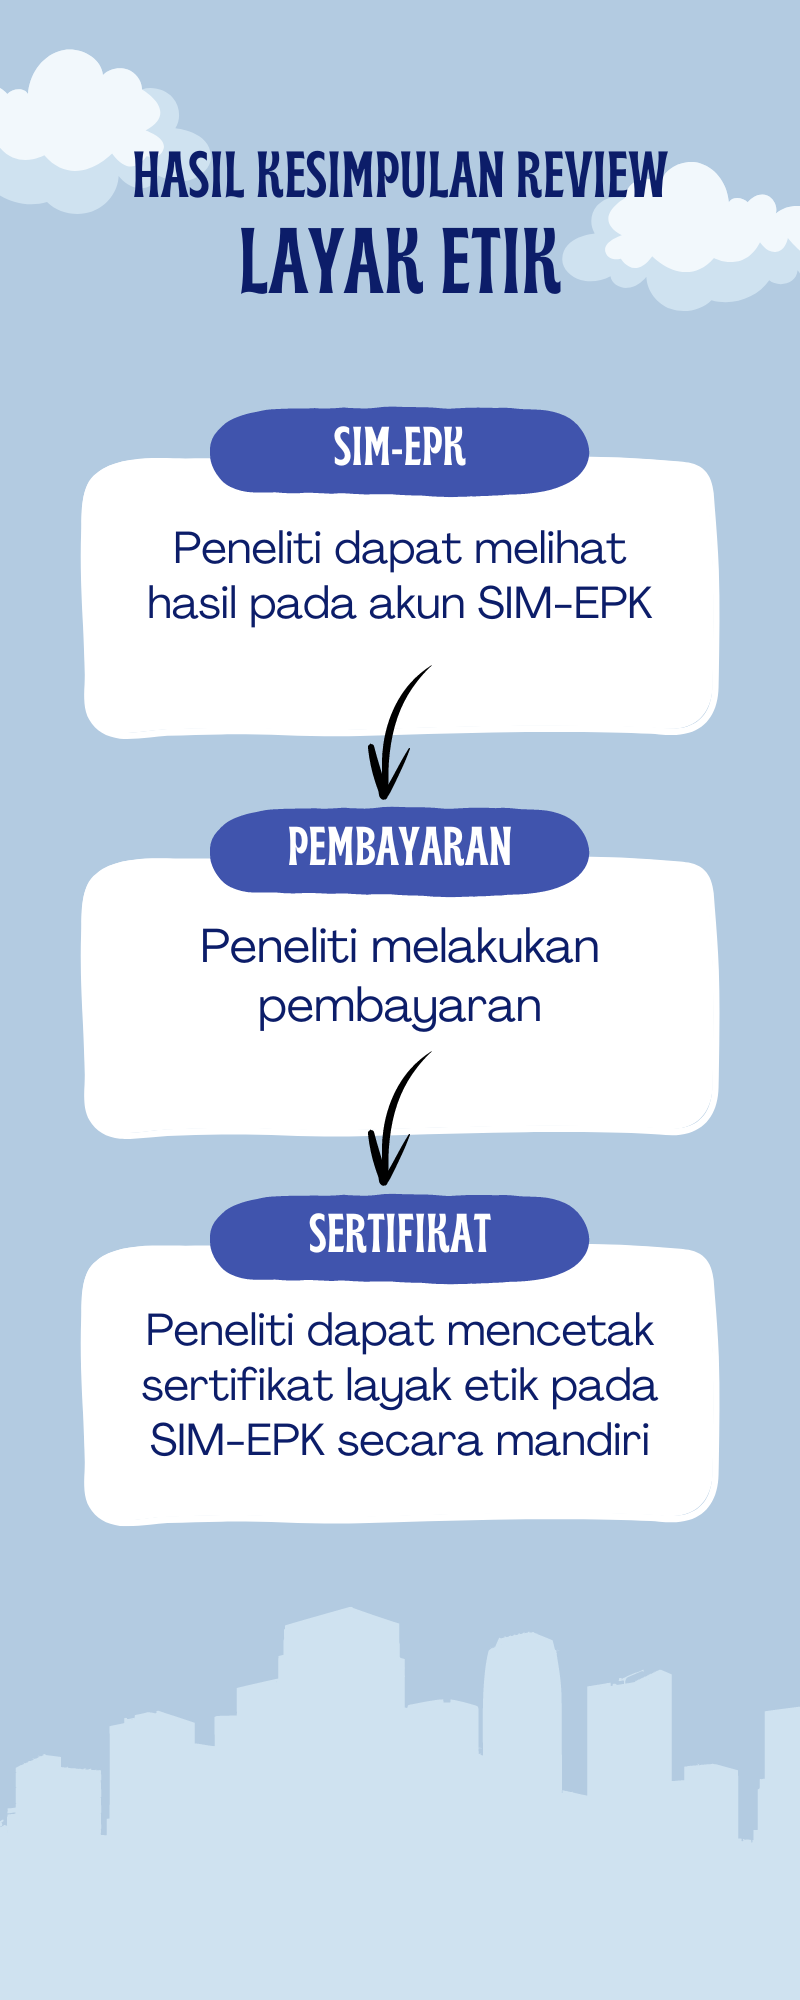 HASIL KESIMPULAN REVIEW
LAYAK ETIK
SIM-EPK
Peneliti dapat melihat
hasil pada akun SIM-EPK
PEMBAYARAN
Peneliti melakukan
pembayaran
SERTIFIKAT
Peneliti dapat mencetak
sertifikat layak etik pada
SIM-EPK secara mandiri